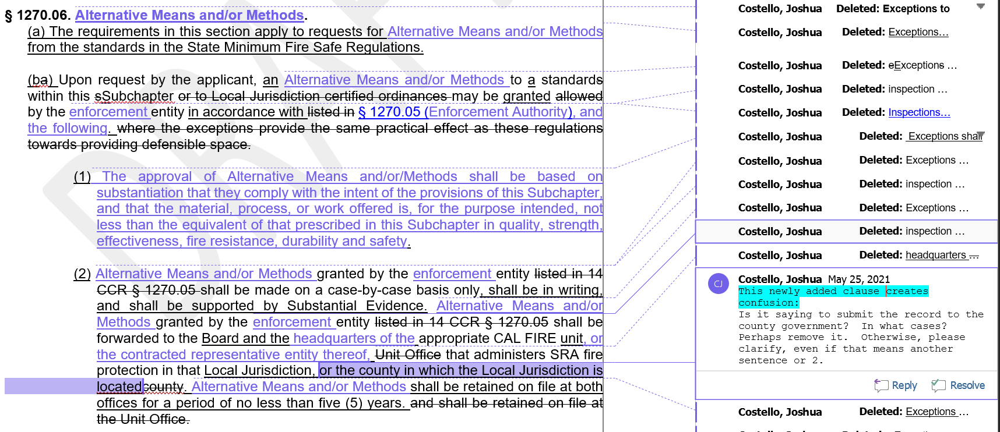 § 1270.06. Alternative Means and/or Methods.
(a) The requirements in this section apply to requests for Alternative Means and/or Methods
from the standards in the State Minimum Fire Safe Regulations.
(ba) Upon request by the applicant, an Alternative Means and/or Methods to a standards
within this sSubchapter or to Local Jurisdiction certified ordinances may be granted allowed
by the enforcement entity in accordance with listed in § 1270.05 (Enforcement Authority), and
the following. where the exceptions provide the same practical effect as these regulations
towards providing defensible space.
(1) The approval of Alternative Means and/or/Methods shall be based on
substantiation that they comply with the intent of the provisions of this Subchapter,
and that the material, process, or work offered is, for the purpose intended, not
less than the equivalent of that prescribed in this Subchapter in quality, strength,
effectiveness, fire resistance, durability and safety.
(2) Alternative Means and/or Methods granted by the enforcement entity listed in 14
CCR § 1270.05 shall be made on a case-by-case basis only, shall be in writing,
and shall be supported by Substantial Evidence. Alternative Means and/or
Methods granted by the enforcement entity listed in 14 CCR § 1270.05 shall be
forwarded to the Board and the headquarters of the appropriate CAL FIRE unit, or
the contracted representative entity thereof, Unit Office that administers SRA fire
protection in that Local Jurisdiction, or the county in which the Local Jurisdiction is
locatedcounty. Alternative Means and/or Methods shall be retained on file at both
offices for a period of no less than five (5) years. and shall be retained on file at
the Unit Office.
Costello, Joshua Deleted: Exceptions to
Costello, Joshua Deleted: Exceptions...
Costello, Joshua Deleted: eExceptions ...
Costello, Joshua Deleted: inspection ...
Costello, Joshua Deleted: Inspections...
Costello, Joshua Deleted: Exceptions shall
Costello, Joshua Deleted: Exceptions ...
Costello, Joshua Deleted: inspection ...
Costello, Joshua Deleted: Exceptions ...
Costello, Joshua Deleted: inspection ...
Costello, Joshua Deleted: headquarters ...
CJ Costello, Joshua May 25, 2021
This newly added clause creates
confusion:
Is it saying to submit the record to the
county government? In what cases?
Perhaps remove it. Otherwise, please
clarify, even if that means another
sentence or 2.
Reply Resolve
Costello, Joshua Deleted: Exceptions ...